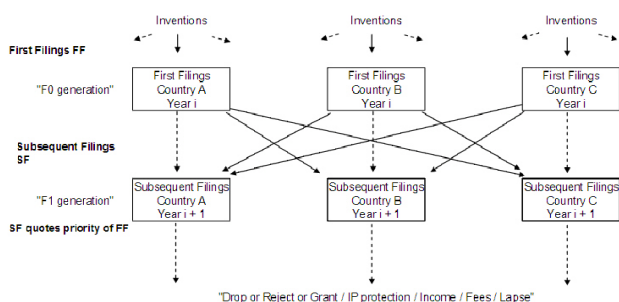 Inventions Inventions Inventions
First Filings FF
First Filings First Filings First Filings
"F0 generation" Country A Country B Country C
Year i Year i Year i
Subsequent Filings
SF
Subsequent Filings Subsequent Filings Subsequent Filings
"F1 generation" Country A Country B Country C
Year i + 1 Year i + 1 Year i + 1
SF quotes priority of FF
"Drop or Reject or Grant / IP protection / Income / Fees / Lapse"